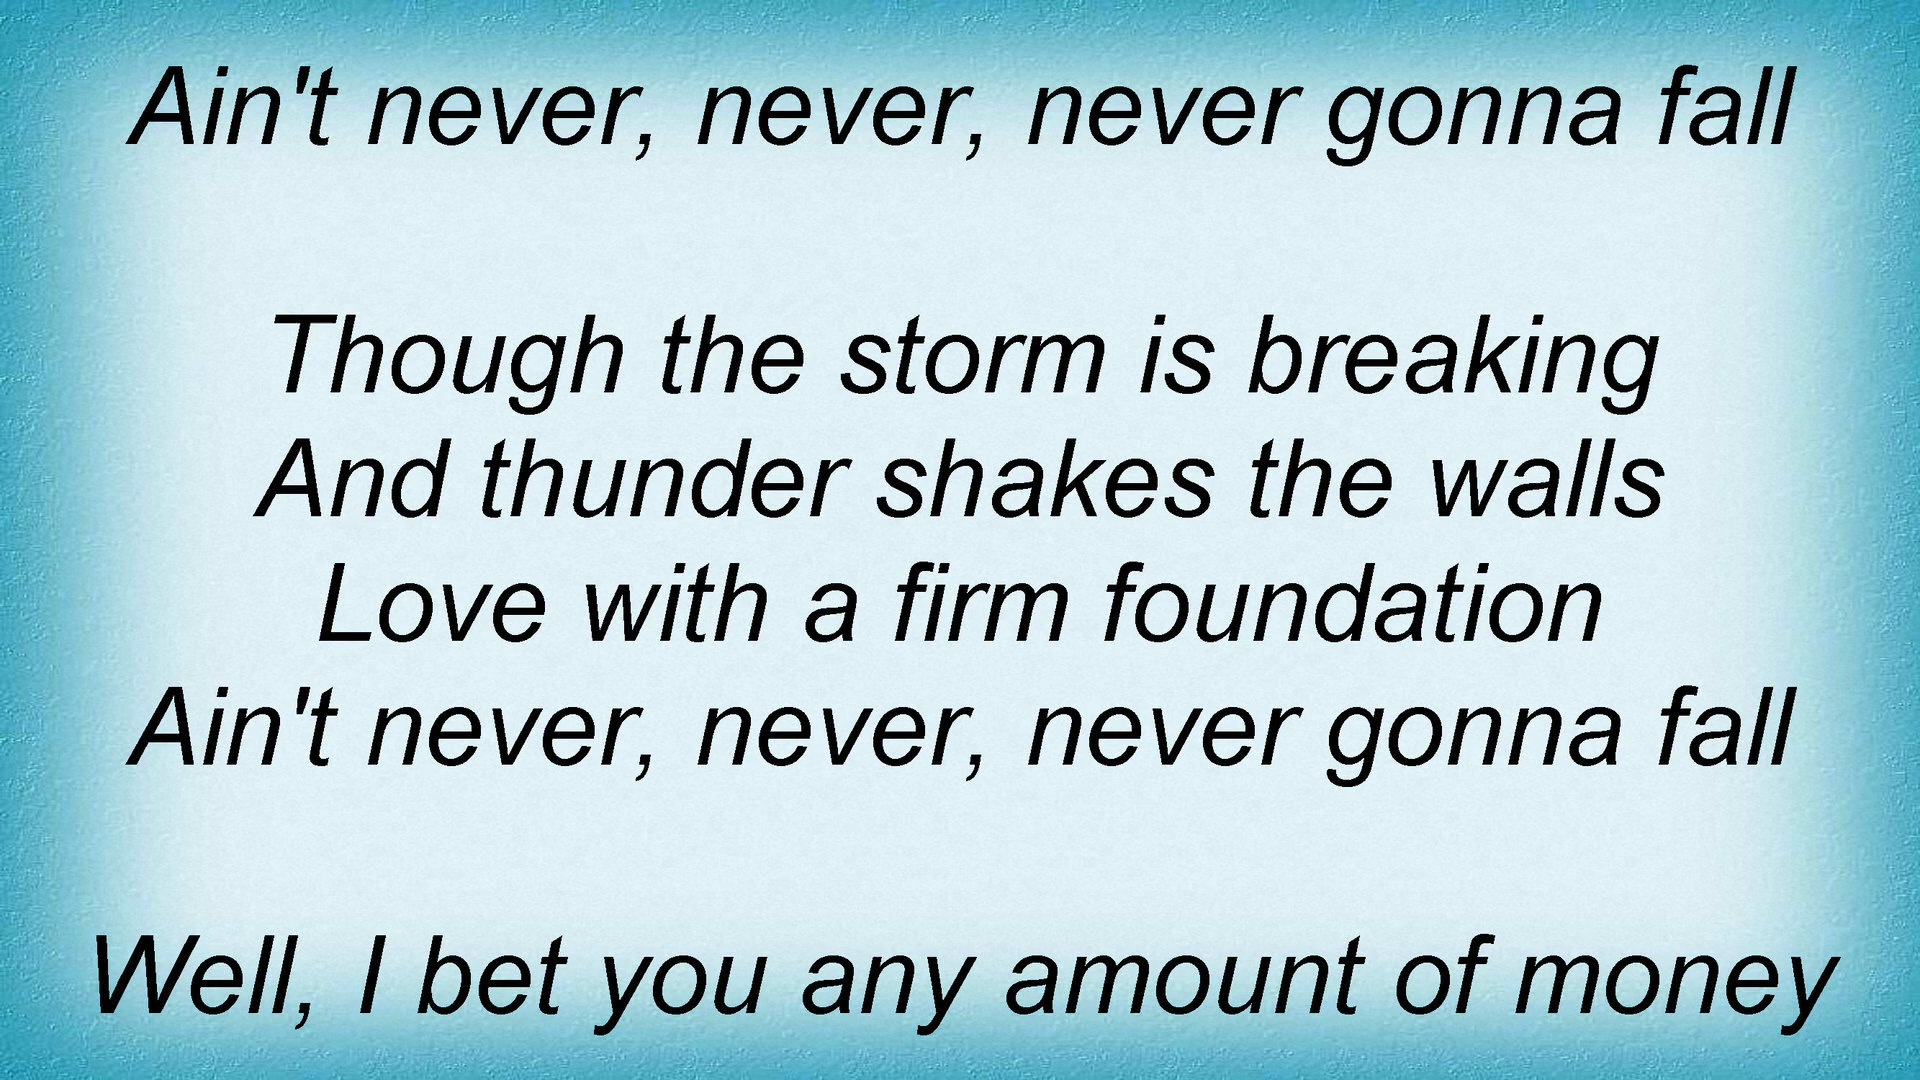 Ain't never, never, never gonna fall
Though the storm is breaking
And thunder shakes the walls
Love with a firm foundation
Ain't never, never, never gonna fall
Well, I bet you any amount of money